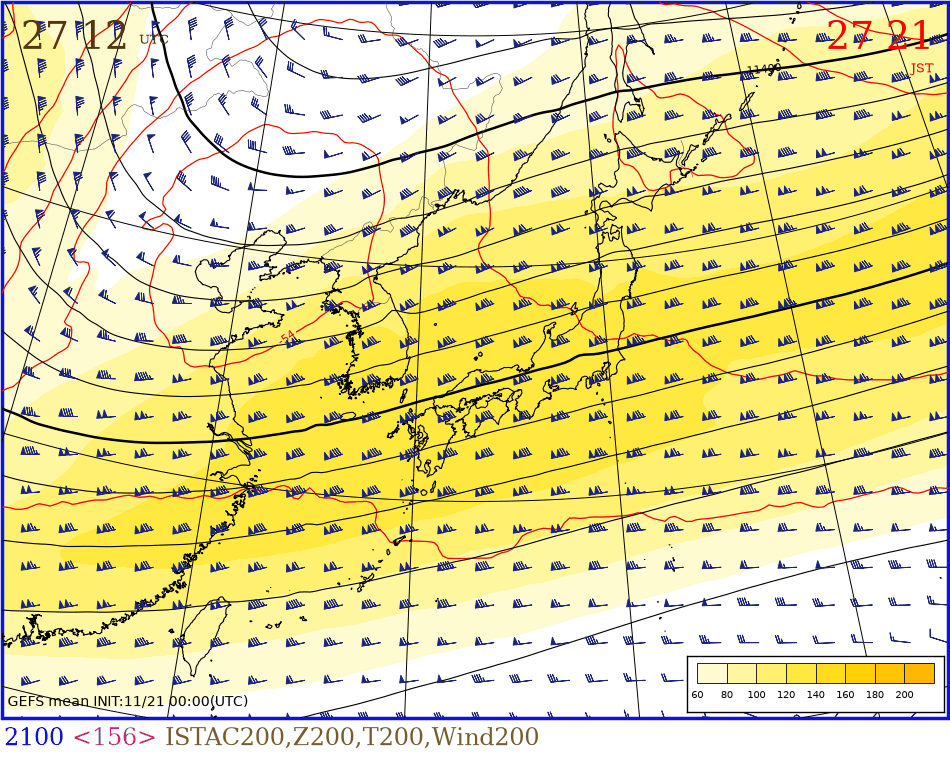 27 12 UTC 27 21
JST
11400
-54
60 80 100 120 140 160 180 200
GEFS mean INIT:11/21 00:00(UTC)
2100 <156> ISTAC200,Z200,T200,Wind200